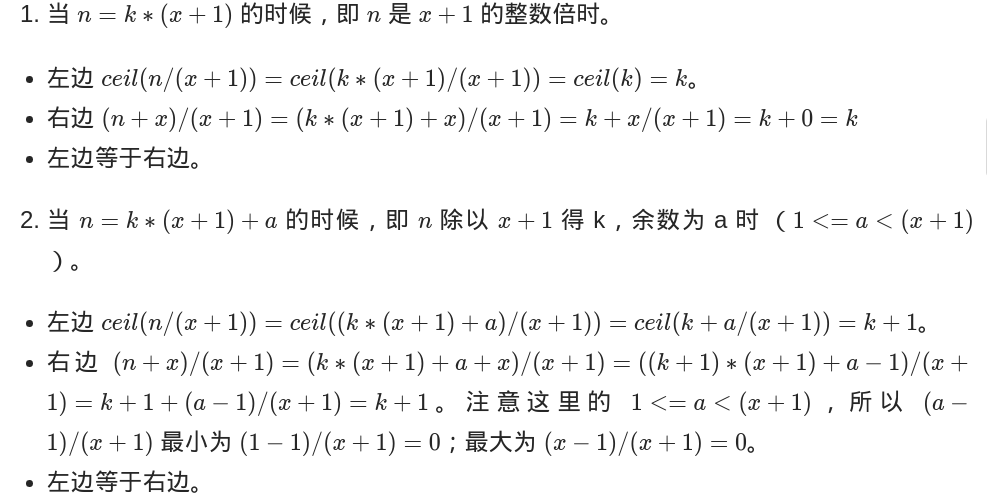 1. 当 n = k * (x + 1) 的时候，即 n 是 x + 1 的整数倍时。
• 左边 ceil(n/(x + 1)) = ceil(k * (x + 1)/(x + 1)) = ceil(k) = k。
• 右边 (n + x)/(x + 1) = (k * (x + 1) + x)/(x + 1) = k + x/(x + 1) = k + 0 = k
• 左边等于右边。
2. 当 n = k * (x + 1) + a 的时候，即 n 除以 x + 1 得 k，余数为 a 时（1 <= a < (x + 1)
）。
• 左边 ceil(n/(x + 1)) = ceil((k * (x + 1) + a)/(x + 1)) = ceil(k + a/(x + 1)) = k + 1。
• 右边 (n + x)/(x + 1) = (k * (x + 1) + a + x)/(x + 1) = ((k + 1) * (x + 1) + a − 1)/(x +
1) = k + 1 + (a − 1)/(x + 1) = k + 1。注意这里的 1 <= a < (x + 1)，所以 (a −
1)/(x + 1) 最小为 (1 − 1)/(x + 1) = 0；最大为 (x − 1)/(x + 1) = 0。
• 左边等于右边。